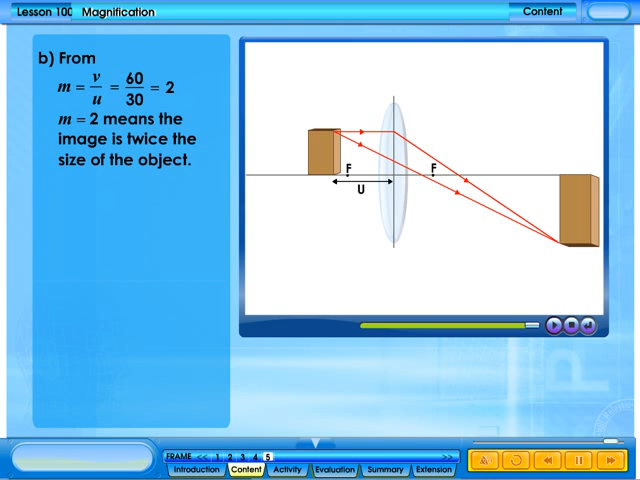 Lesson 100 Magnification Content
b) From
m = v/u = 60/30 = 2
m = 2 means the
image is twice the
size of the object.
F F
U
FRAME << 1 2 3 4 5 >>
Introduction Content Activity Evaluation Summary Extension